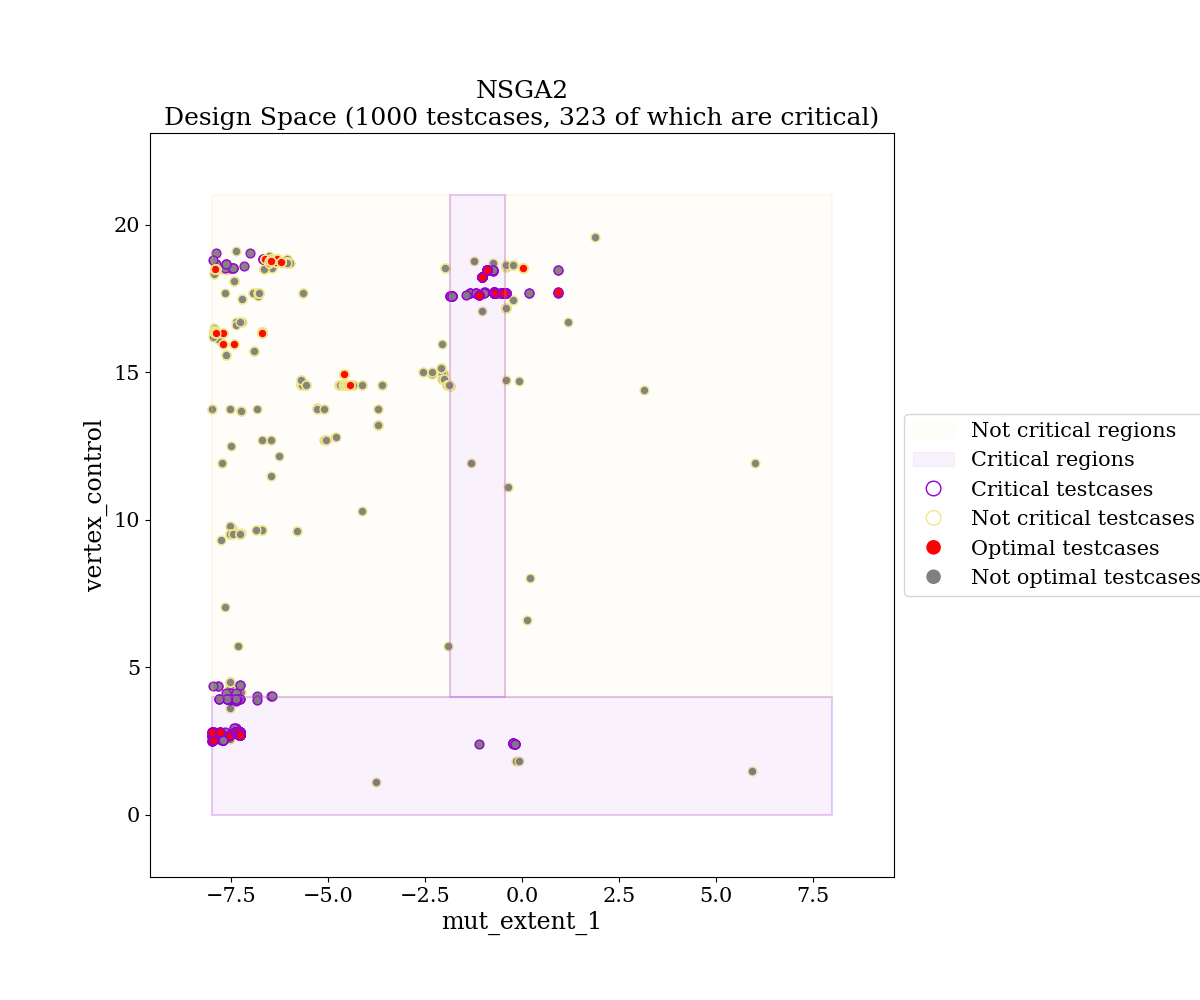 NSGA2
Design Space (1000 testcases, 323 of which are critical)
20
15
10
5
0
vertex_control
−7.5
−5.0
−2.5
0.0
2.5
5.0
7.5
mut_extent_1
Not critical regions
Critical regions
Critical testcases
Not critical testcases
Optimal testcases
Not optimal testcases